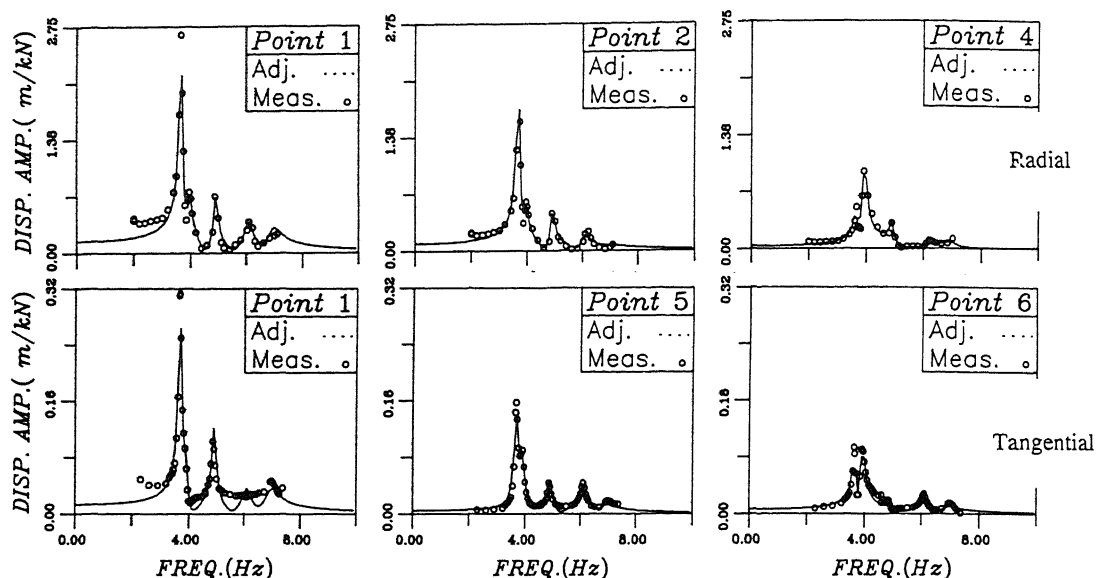 DISP. AMP.( m/kN)
2.75
1.38
0.00
Point 1
Adj. ....
Meas. o
2.75
1.38
0.00
Point 2
Adj. ....
Meas. o
2.75
1.38
0.00
Point 4
Adj. ....
Meas. o
Radial
DISP. AMP.( m/kN)
0.32
0.16
0.00
Point 1
Adj. ....
Meas. o
0.32
0.16
0.00
Point 5
Adj. ....
Meas. o
0.32
0.16
0.00
Point 6
Adj. ....
Meas. o
Tangential
0.00 4.00 8.00
0.00 4.00 8.00
0.00 4.00 8.00
FREQ.(Hz)
FREQ.(Hz)
FREQ.(Hz)